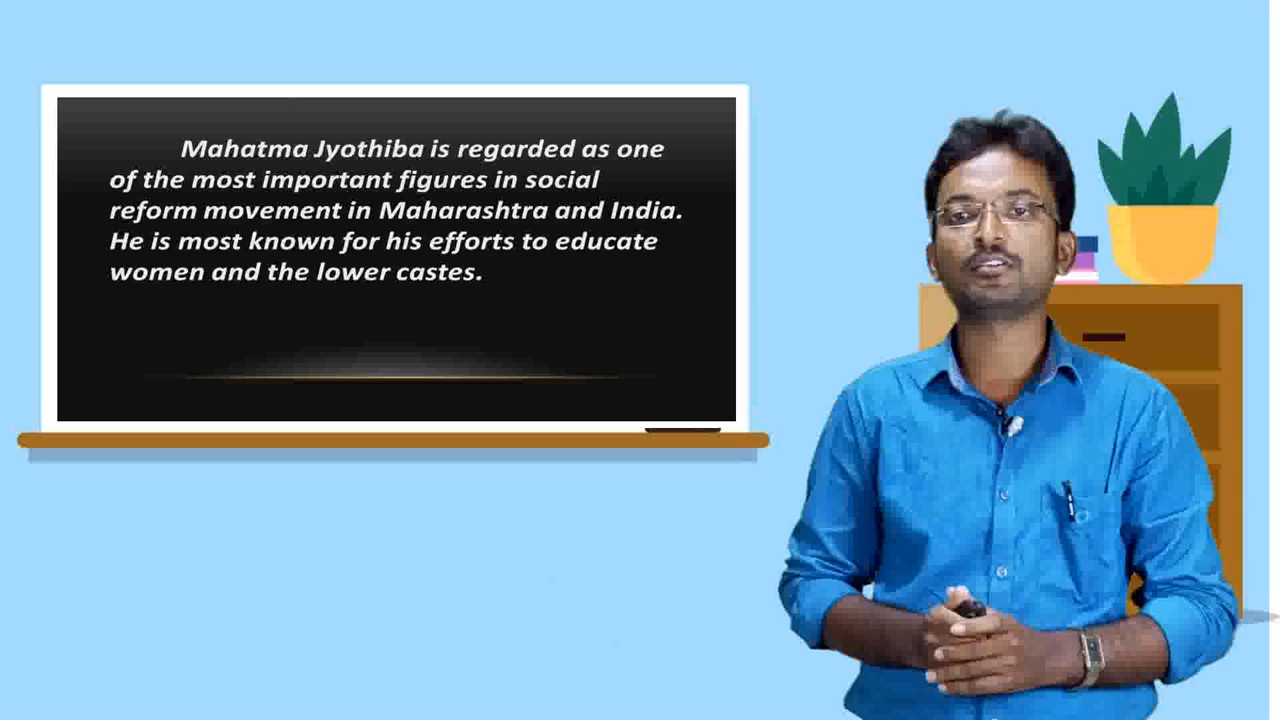 Mahatma Jyothiba is regarded as one
of the most important figures in social
reform movement in Maharashtra and India.
He is most known for his efforts to educate
women and the lower castes.